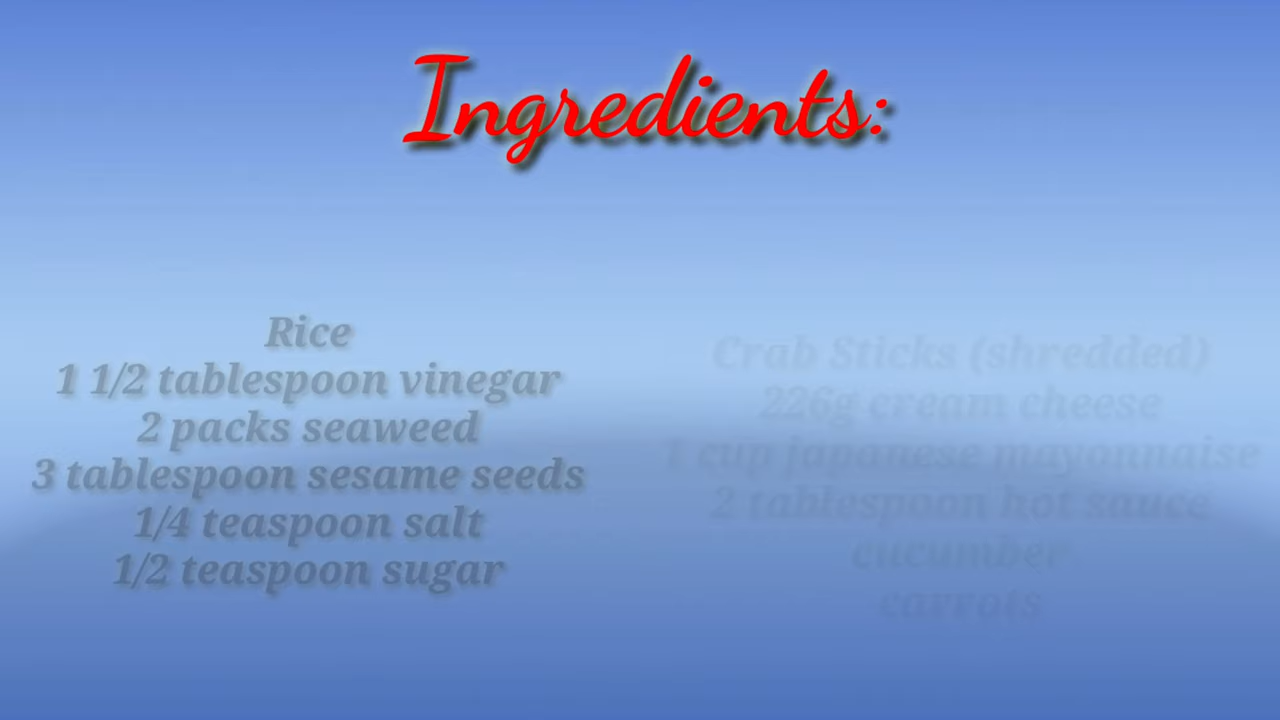 Ingredients:
Rice
1 1/2 tablespoon vinegar
2 packs seaweed
3 tablespoon sesame seeds
1/4 teaspoon salt
1/2 teaspoon sugar
Crab Sticks (shredded)
226g cream cheese
1 cup japanese mayonnaise
2 tablespoon hot sauce
cucumber
carrots